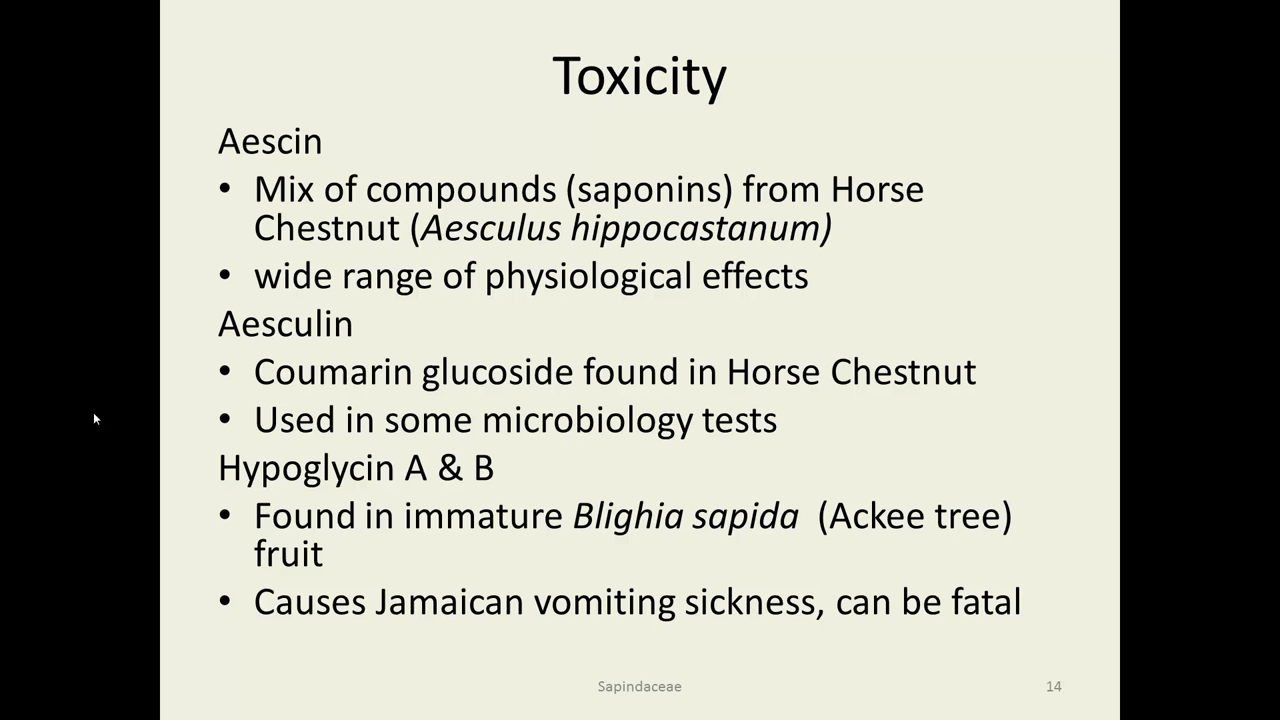 Toxicity
Aescin
• Mix of compounds (saponins) from Horse
Chestnut (Aesculus hippocastanum)
• wide range of physiological effects
Aesculin
• Coumarin glucoside found in Horse Chestnut
• Used in some microbiology tests
Hypoglycin A & B
• Found in immature Blighia sapida (Ackee tree)
fruit
• Causes Jamaican vomiting sickness, can be fatal
Sapindaceae
14